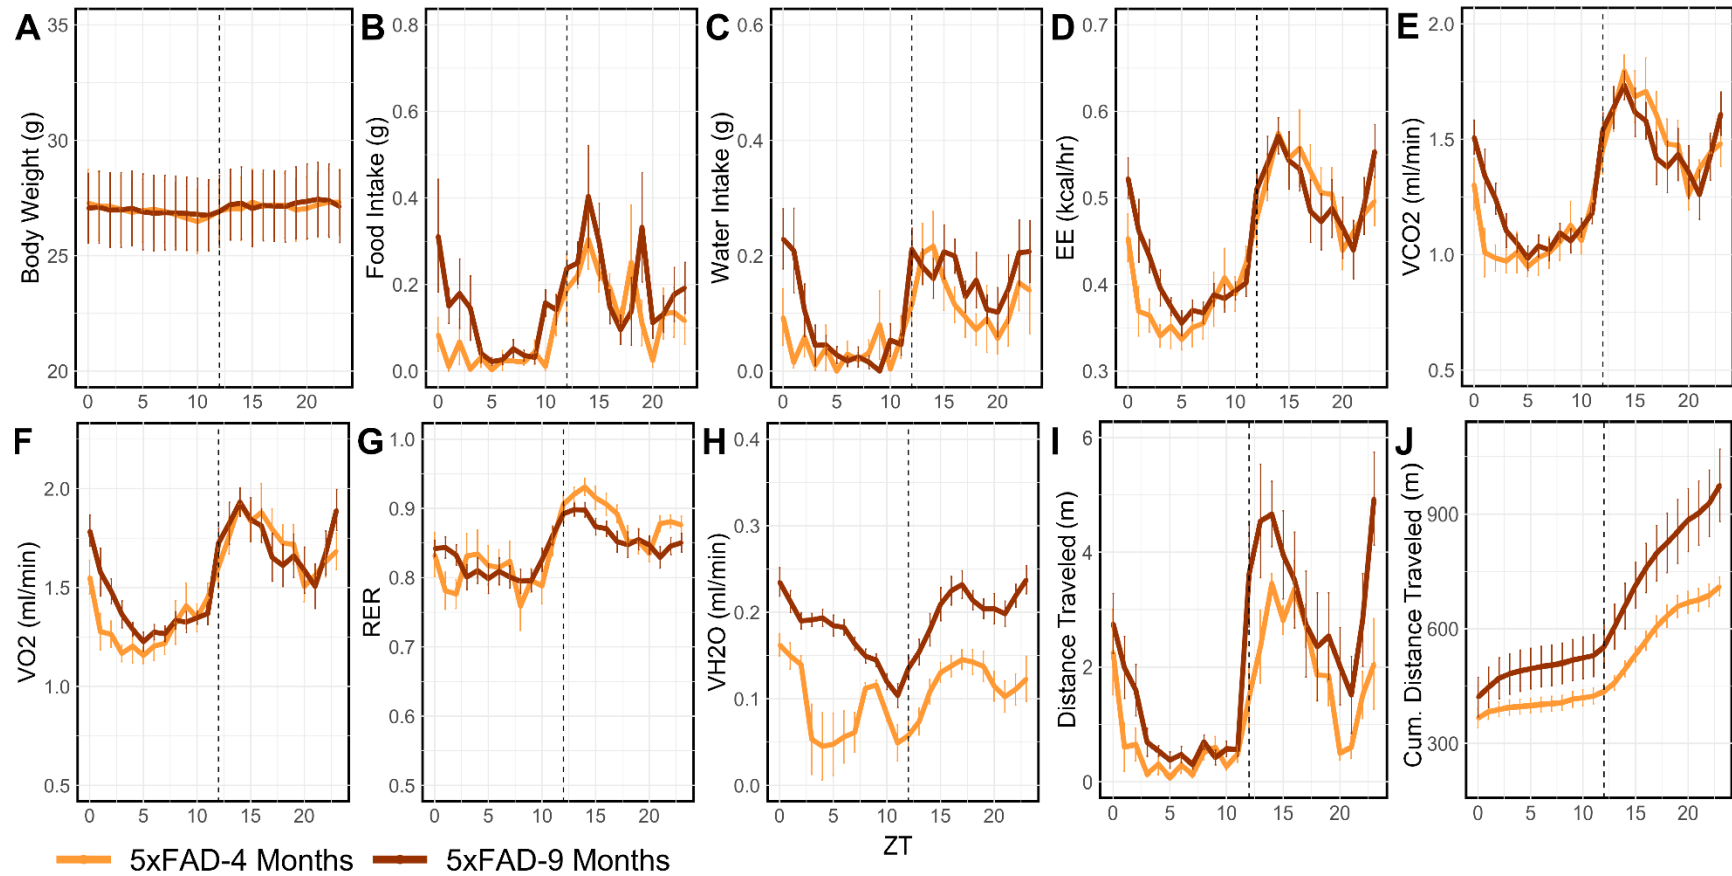 A
Body Weight (g)
35
30
25
20
0 5 10 15 20
B
Food Intake (g)
0.8
0.6
0.4
0.2
0.0
0 5 10 15 20
C
Water Intake (g)
0.6
0.4
0.2
0.0
0 5 10 15 20
D
EE (kcal/hr)
0.7
0.6
0.5
0.4
0.3
0 5 10 15 20
E
VCO2 (ml/min)
2.0
1.5
1.0
0.5
0 5 10 15 20
F
VO2 (ml/min)
2.0
1.5
1.0
0.5
0 5 10 15 20
G
RER
1.0
0.9
0.8
0.7
0.6
0.5
0 5 10 15 20
H
VH2O (ml/min)
0.4
0.3
0.2
0.1
0.0
0 5 10 15 20
I
Distance Traveled (m)
6
4
2
0
0 5 10 15 20
J
Cum. Distance Traveled (m)
900
600
300
0 5 10 15 20
ZT
5xFAD-4 Months 5xFAD-9 Months